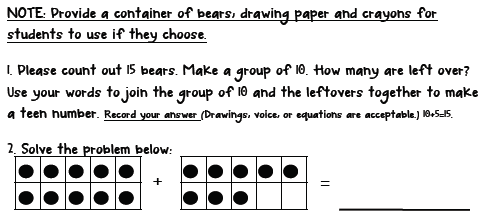 NOTE: Provide a container of bears, drawing paper and crayons for
students to use if they choose.
1. Please count out 15 bears. Make a group of 10. How many are left over?
Use your words to join the group of 10 and the leftovers together to make
a teen number. Record your answer (Drawings, voice, or equations are acceptable.) 10+5=15.
2. Solve the problem below:
+ =